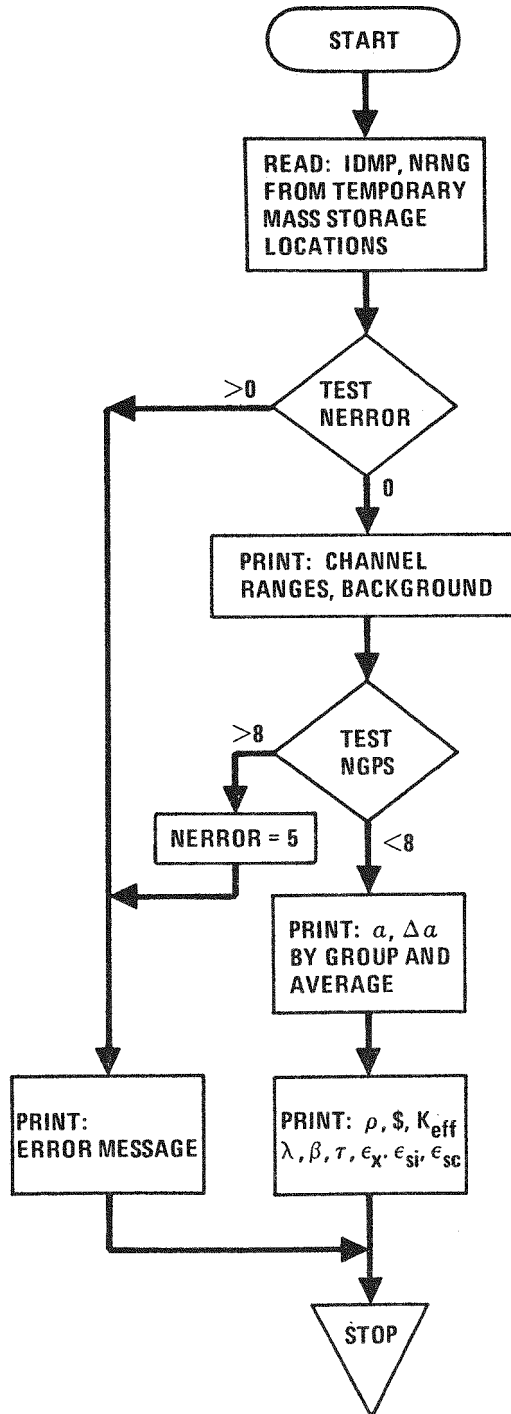 START
READ: IDMP, NRNG
FROM TEMPORARY
MASS STORAGE
LOCATIONS
>0
TEST
NERROR
0
PRINT: CHANNEL
RANGES, BACKGROUND
>8
TEST
NGPS
NERROR = 5
<8
PRINT: a, Δa
BY GROUP AND
AVERAGE
PRINT:
ERROR MESSAGE
PRINT: ρ, $, Keff
λ, β, τ, ϵx. ϵsi, ϵsc
STOP